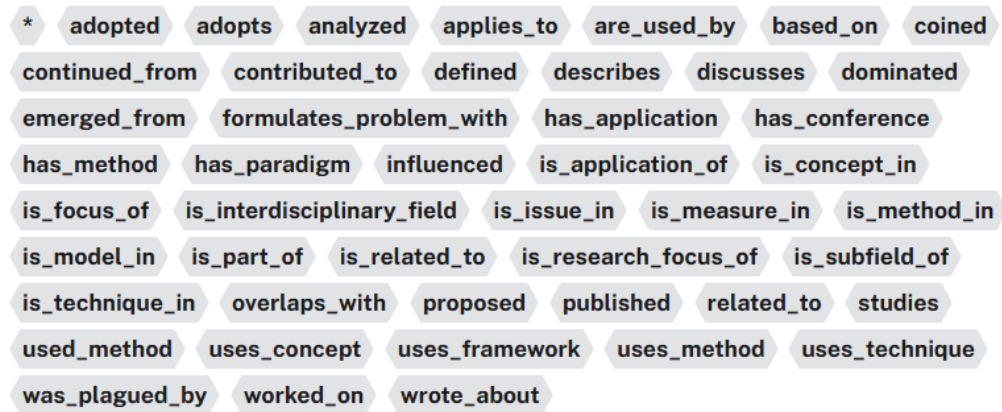 * adopted adopts analyzed applies_to are_used_by based_on coined
continued_from contributed_to defined describes discusses dominated
emerged_from formulates_problem_with has_application has_conference
has_method has_paradigm influenced is_application_of is_concept_in
is_focus_of is_interdisciplinary_field is_issue_in is_measure_in is_method_in
is_model_in is_part_of is_related_to is_research_focus_of is_subfield_of
is_technique_in overlaps_with proposed published related_to studies
used_method uses_concept uses_framework uses_method uses_technique
was_plagued_by worked_on wrote_about